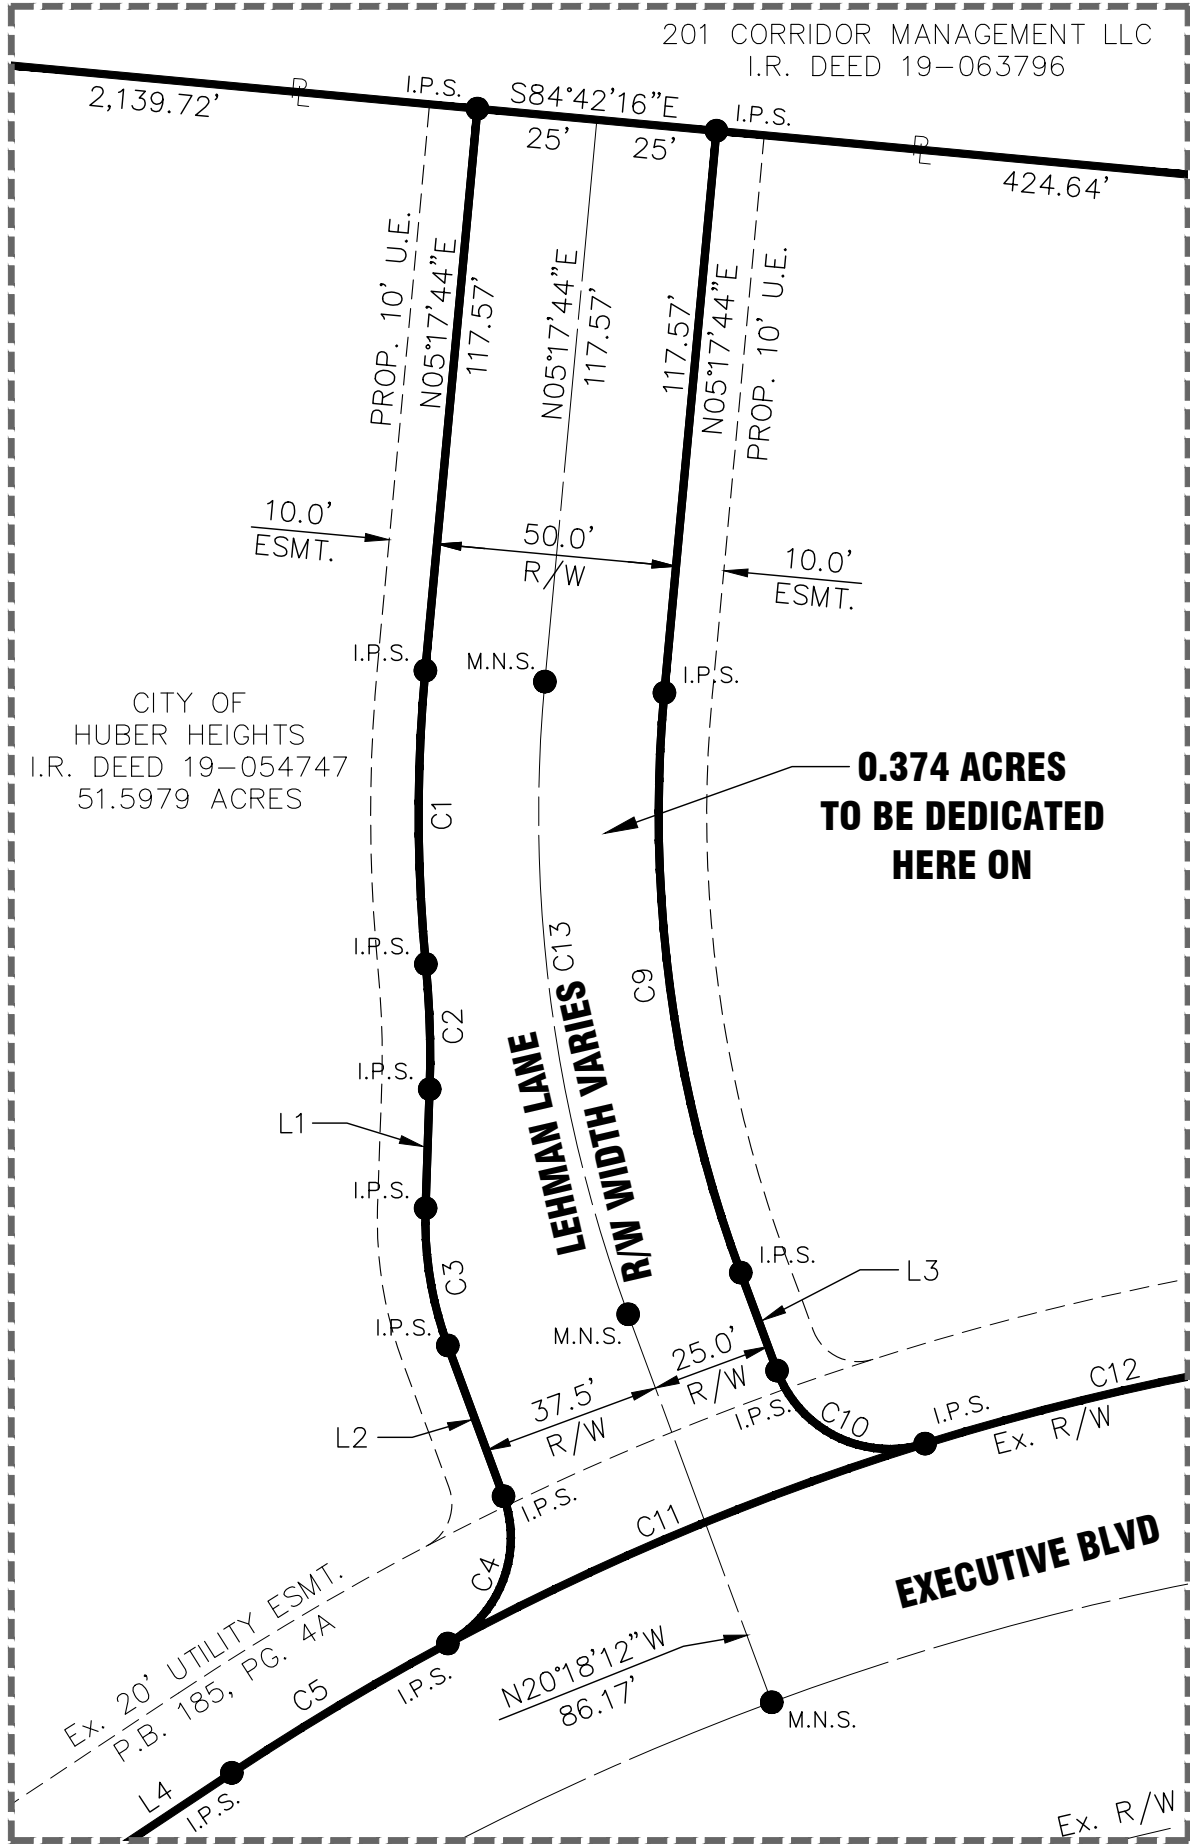 201 CORRIDOR MANAGEMENT LLC
I.R. DEED 19-063796
2,139.72'
PL
I.P.S.
S84°42'16"E
25'
25'
I.P.S.
PL
424.64'
PROP. 10' U.E.
N05°17'44"E
117.57'
N05°17'44"E
117.57'
117.57'
N05°17'44"E
PROP. 10' U.E.
10.0'
ESMT.
50.0'
R/W
10.0'
ESMT.
I.P.S.
M.N.S.
I.P.S.
CITY OF
HUBER HEIGHTS
I.R. DEED 19-054747
51.5979 ACRES
0.374 ACRES
TO BE DEDICATED
HERE ON
C1
I.P.S.
C13
C9
C2
LEHMAN LANE
R/W WIDTH VARIES
I.P.S.
L1
I.P.S.
C3
I.P.S.
L3
I.P.S.
M.N.S.
25.0'
R/W
37.5'
R/W
L2
I.P.S.
C10
I.P.S.
C12
Ex. R/W
I.P.S.
C11
C4
EXECUTIVE BLVD
Ex. 20' UTILITY ESMT.
P.B. 185, PG. 4A
N20°18'12"W
86.17'
I.P.S.
C5
M.N.S.
L4
I.P.S.
Ex. R/W